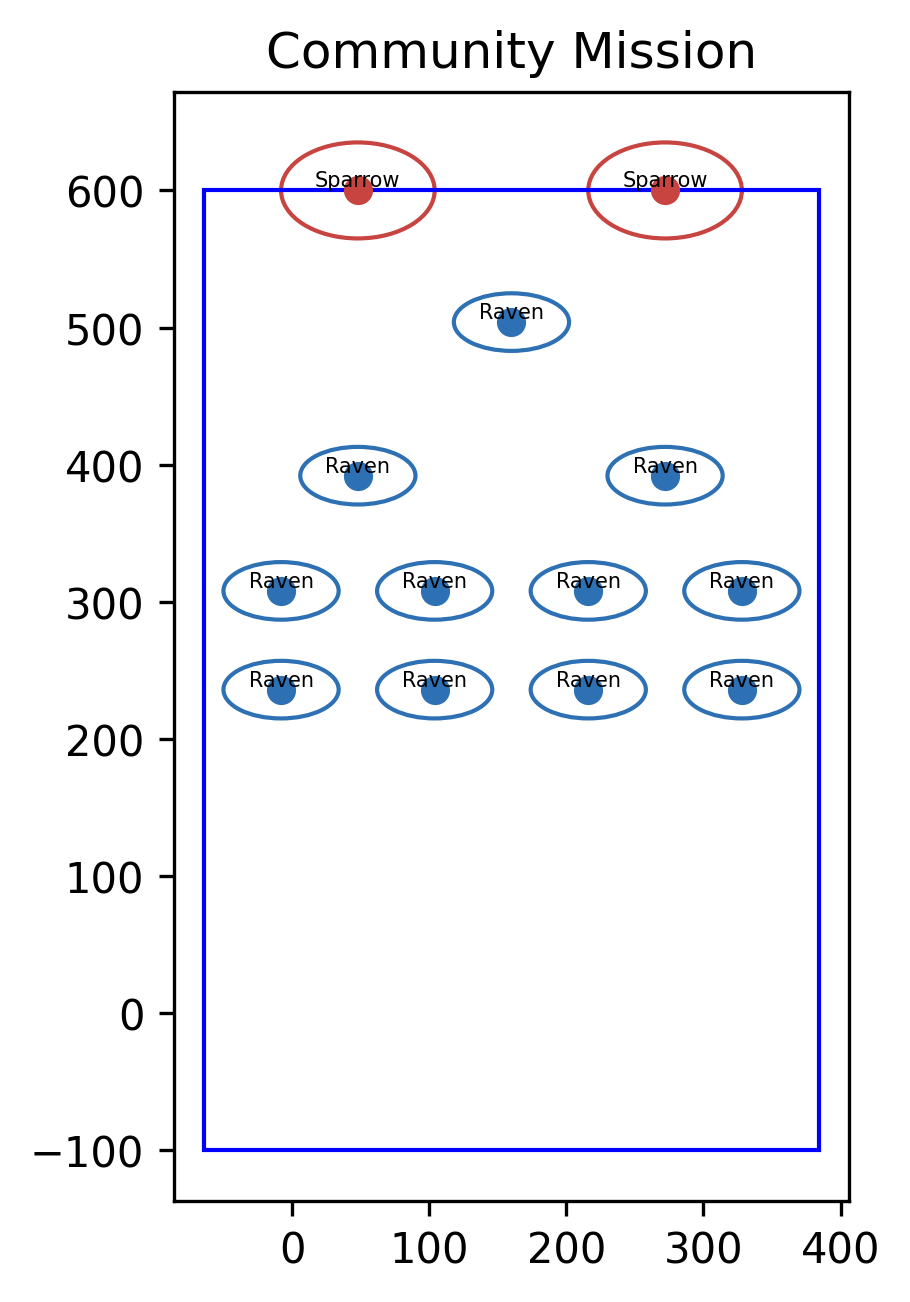 Community Mission
600
500
400
300
200
100
0
−100
Sparrow Sparrow
Raven
Raven Raven
Raven Raven Raven Raven
Raven Raven Raven Raven
0 100 200 300 400